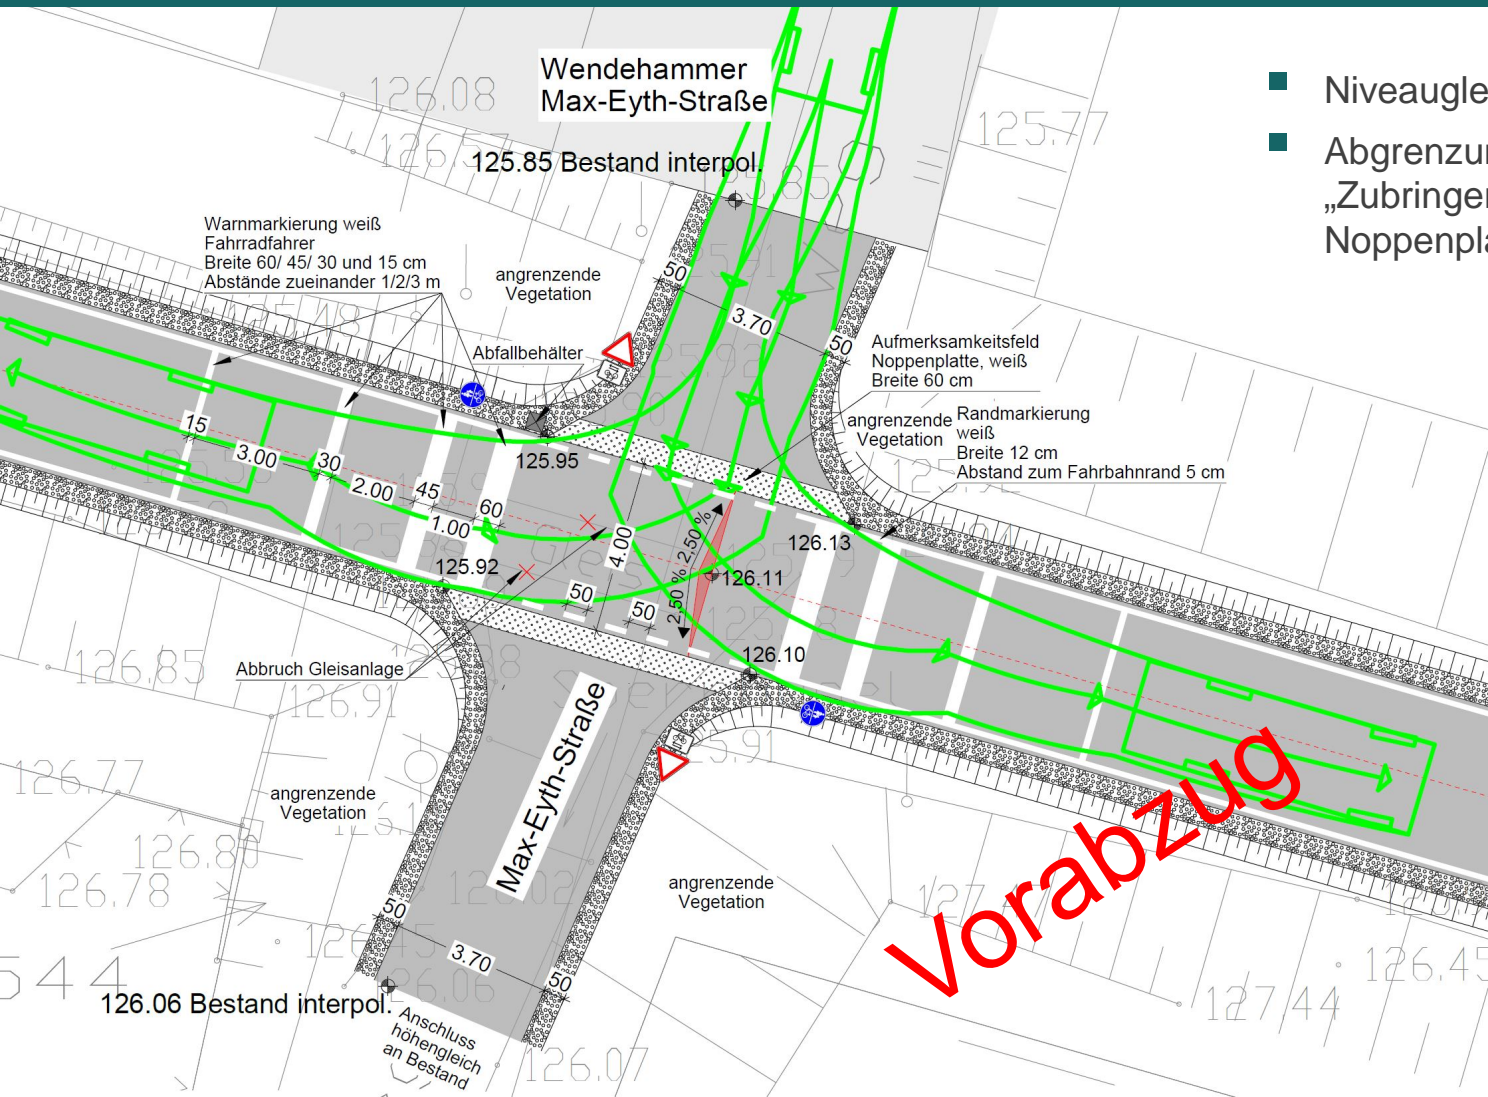 Wendehammer
Max-Eyth-Straße
126.08
126.57
125.85 Bestand interpol.
125.77
Niveaugle
Abgrenzu
„Zubringer
Noppenpla
Warnmarkierung weiß
Fahrradfahrer
Breite 60/ 45/ 30 und 15 cm
Abstände zueinander 1/2/3 m
angrenzende
Vegetation
50
3.70
50
Abfallbehälter
Aufmerksamkeitsfeld
Noppenplatte, weiß
Breite 60 cm
angrenzende
Vegetation
Randmarkierung
weiß
Breite 12 cm
Abstand zum Fahrbahnrand 5 cm
15
3.00
30
2.00
45
1.00
60
125.95
125.92
4.00
2,50 %
2,50 %
126.13
126.11
50
50
126.10
126.85
126.91
Abbruch Gleisanlage
Max-Eyth-Straße
126.77
angrenzende
Vegetation
126.80
126.78
angrenzende
Vegetation
Vorabzug
50
3.70
50
544
126.06 Bestand interpol.
Anschluss
höhengleich
an Bestand
126.07
127.44
126.45